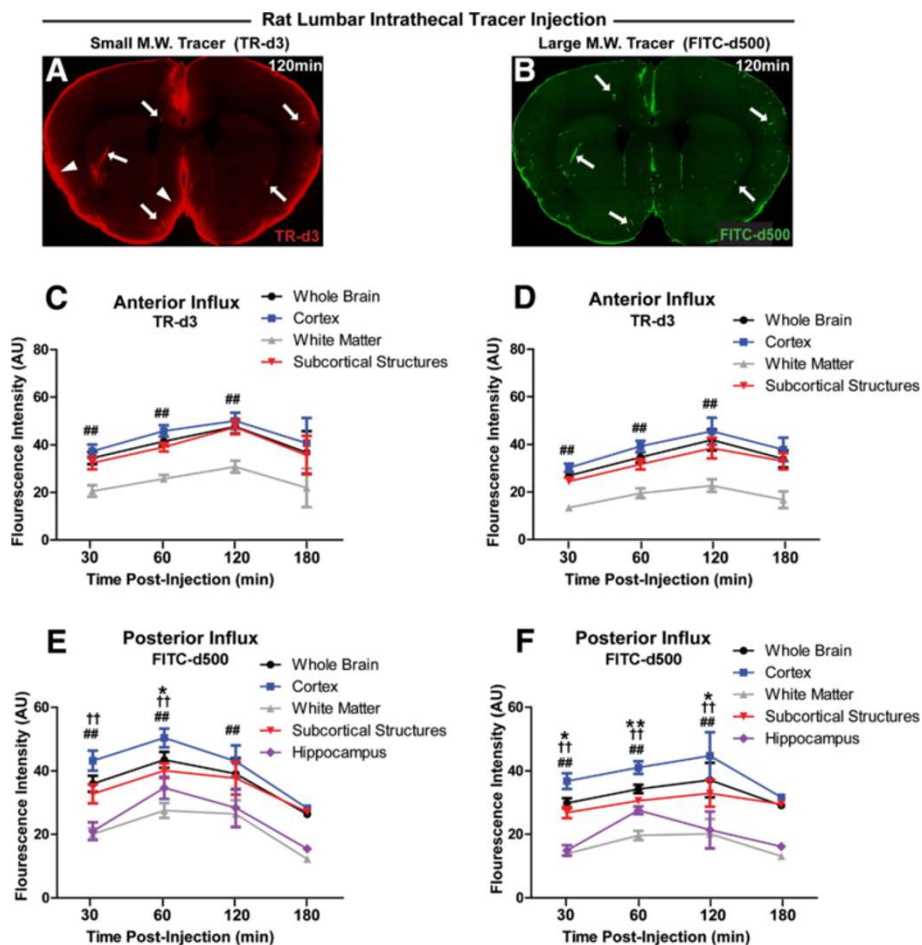 Rat Lumbar Intrathecal Tracer Injection
Small M.W. Tracer (TR-d3)
Large M.W. Tracer (FITC-d500)
A
120min
TR-d3
B
120min
FITC-d500
C
Anterior Influx
TR-d3
Whole Brain
Cortex
White Matter
Subcortical Structures
Flourescence Intensity (AU)
80
60
40
20
0
##
##
##
30
60
120
180
Time Post-Injection (min)
D
Anterior Influx
TR-d3
Whole Brain
Cortex
White Matter
Subcortical Structures
Flourescence Intensity (AU)
80
60
40
20
0
##
##
##
30
60
120
180
Time Post-Injection (min)
E
Posterior Influx
FITC-d500
Whole Brain
Cortex
White Matter
Subcortical Structures
Hippocampus
Flourescence Intensity (AU)
60
40
20
0
††
##
*
††
##
##
30
60
120
180
Time Post-Injection (min)
F
Posterior Influx
FITC-d500
Whole Brain
Cortex
White Matter
Subcortical Structures
Hippocampus
Flourescence Intensity (AU)
60
40
20
0
*
††
##
**
††
##
*
††
##
30
60
120
180
Time Post-Injection (min)